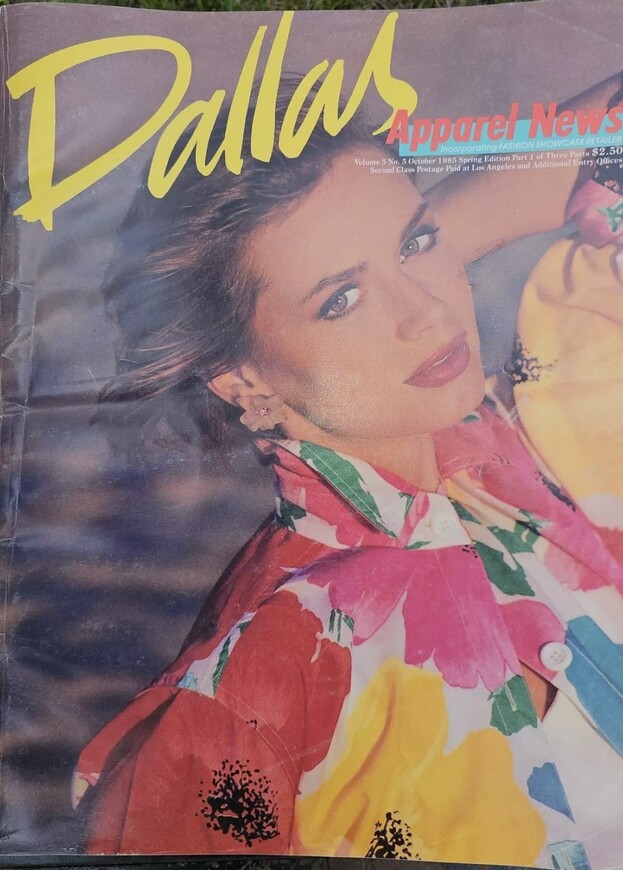 Dallas
Apparel News
incorporating FASHION SHOWCASE RETAILER
Volume 5 No. 5 October 1985 Spring Edition Part 1 of Three Parts $2.50
Second Class Postage Paid at Los Angeles and Additional Entry Offices